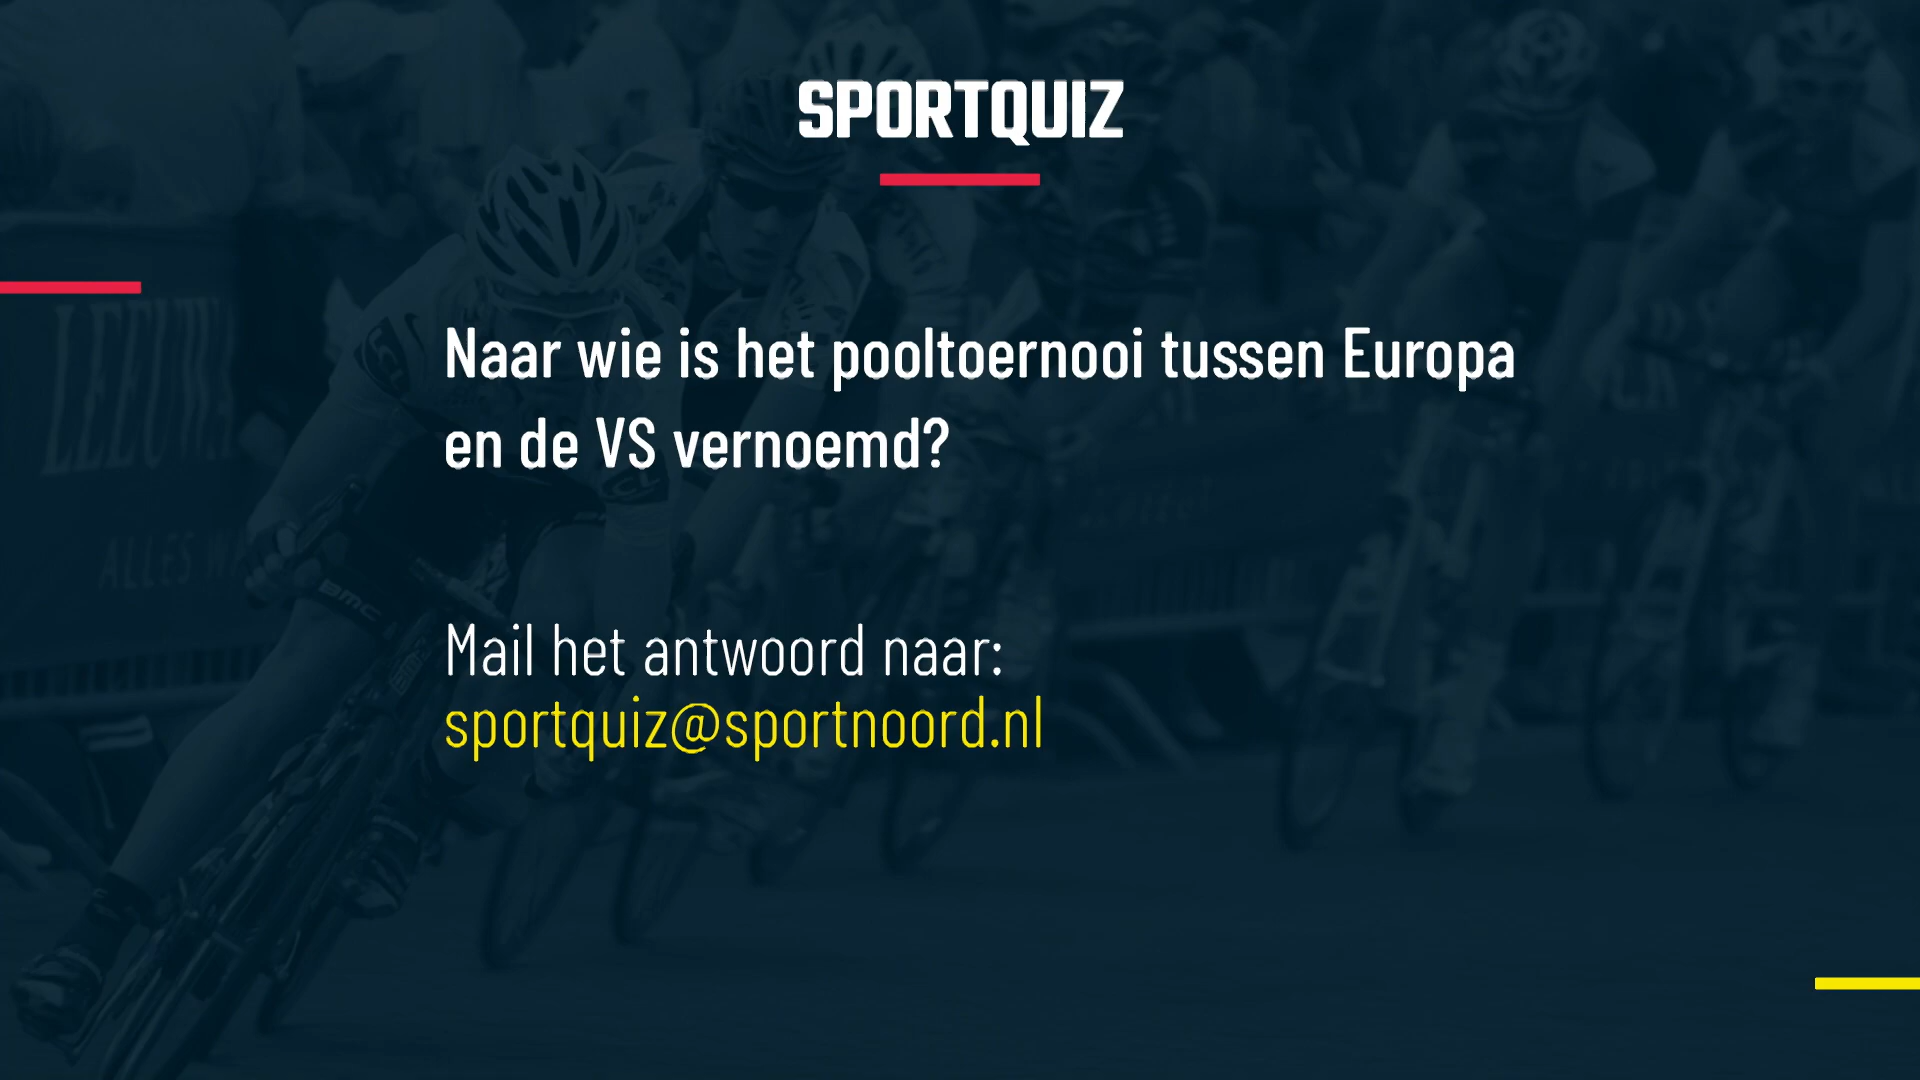 SPORTQUIZ
Naar wie is het pooltoernooi tussen Europa
en de VS vernoemd?
Mail het antwoord naar:
sportquiz@sportnoord.nl
BMC